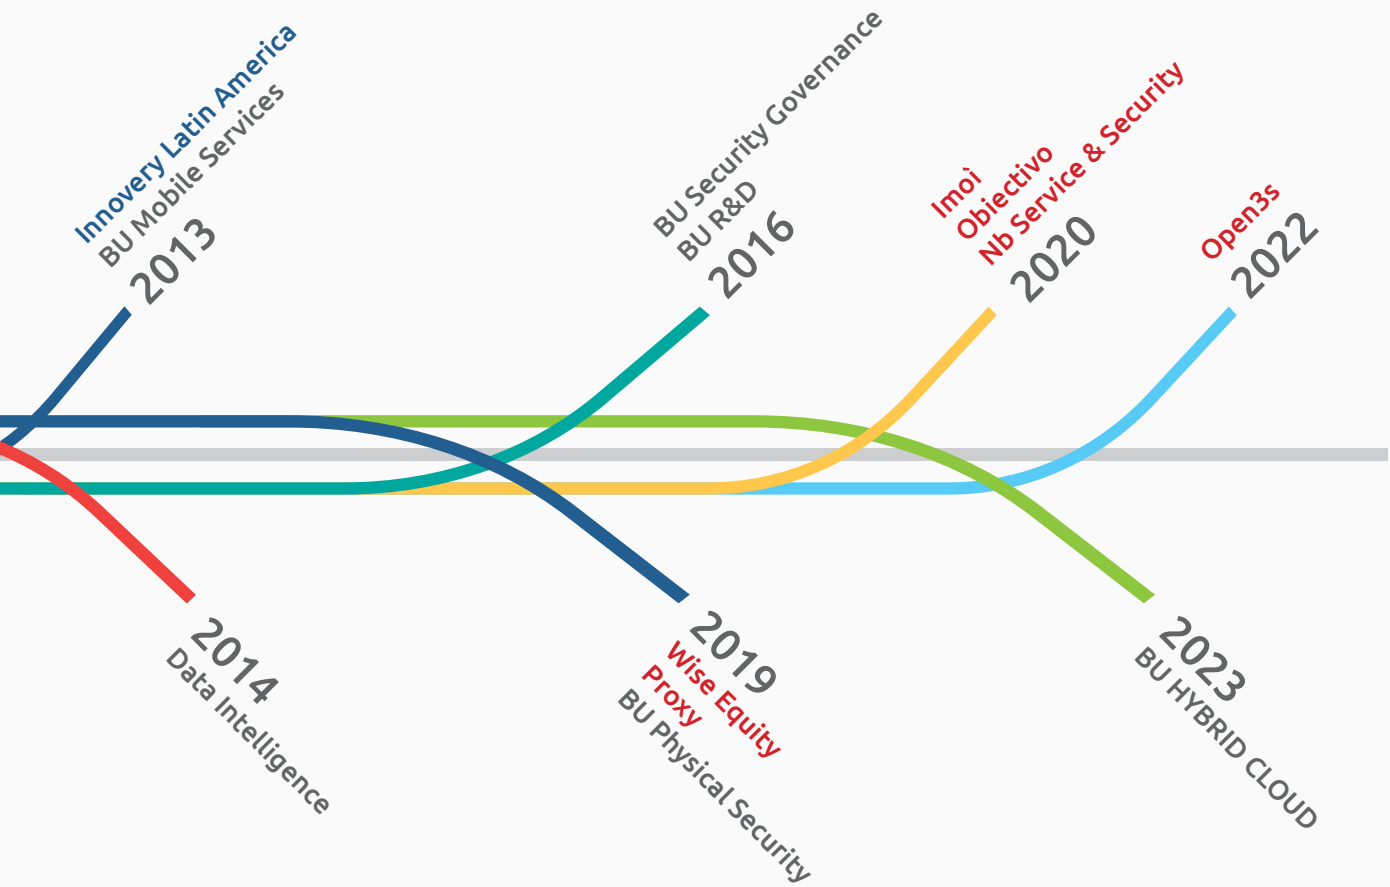 Innovery Latin America
BU Mobile Services
2013
BU Security Governance
BU R&D
2016
Imoì
Obiectivo
Nb Service & Security
2020
Open3s
2022
2014
Data Intelligence
2019
Wise Equity
Proxy
BU Physical Security
2023
BU HYBRID CLOUD